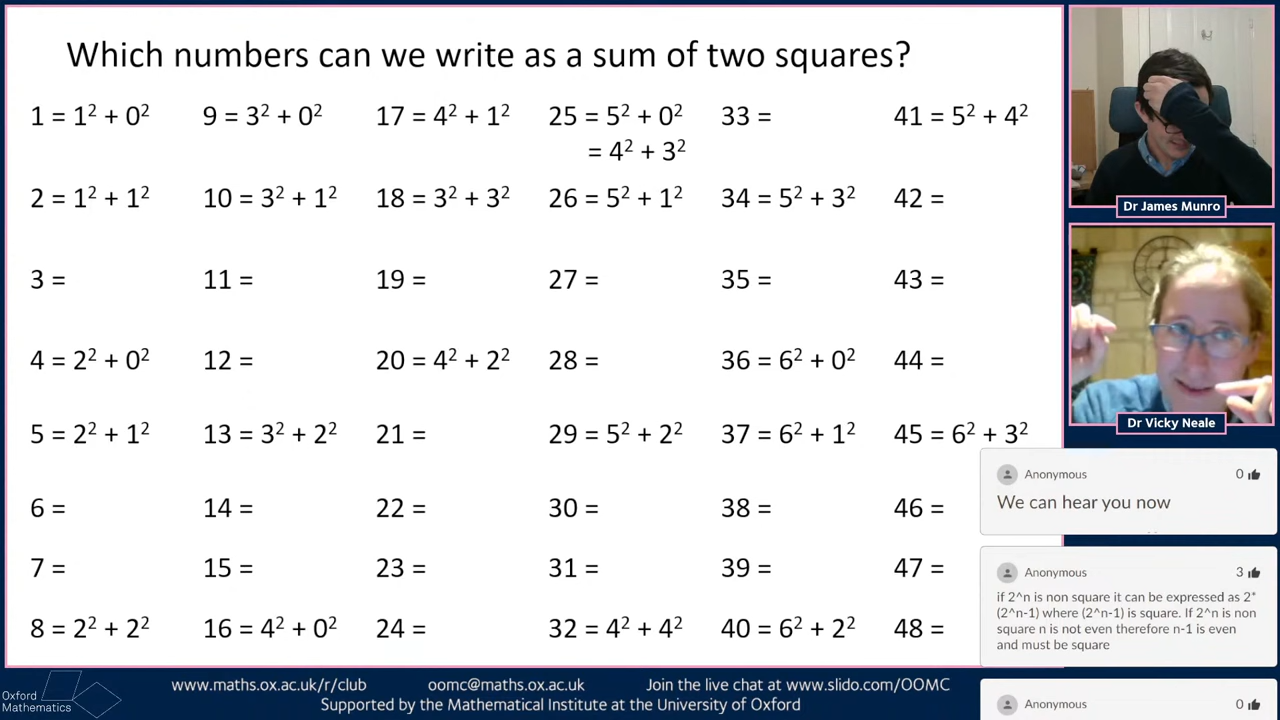 Which numbers can we write as a sum of two squares?
1 = 1² + 0²
9 = 3² + 0²
17 = 4² + 1²
25 = 5² + 0²
33 =
41 = 5² + 4²
= 4² + 3²
2 = 1² + 1²
10 = 3² + 1²
18 = 3² + 3²
26 = 5² + 1²
34 = 5² + 3²
42 =
3 =
11 =
19 =
27 =
35 =
43 =
4 = 2² + 0²
12 =
20 = 4² + 2²
28 =
36 = 6² + 0²
44 =
5 = 2² + 1²
13 = 3² + 2²
21 =
29 = 5² + 2²
37 = 6² + 1²
45 = 6² + 3²
6 =
14 =
22 =
30 =
38 =
46 =
7 =
15 =
23 =
31 =
39 =
47 =
8 = 2² + 2²
16 = 4² + 0²
24 =
32 = 4² + 4²
40 = 6² + 2²
48 =
Dr James Munro
Dr Vicky Neale
Anonymous
0
We can hear you now
Anonymous
3
if 2^n is non square it can be expressed as 2*
(2^n-1) where (2^n-1) is square. If 2^n is non
square n is not even therefore n-1 is even
and must be square
Anonymous
0
Oxford
Mathematics
www.maths.ox.ac.uk/r/club
oomc@maths.ox.ac.uk
Join the live chat at www.slido.com/OOMC
Supported by the Mathematical Institute at the University of Oxford